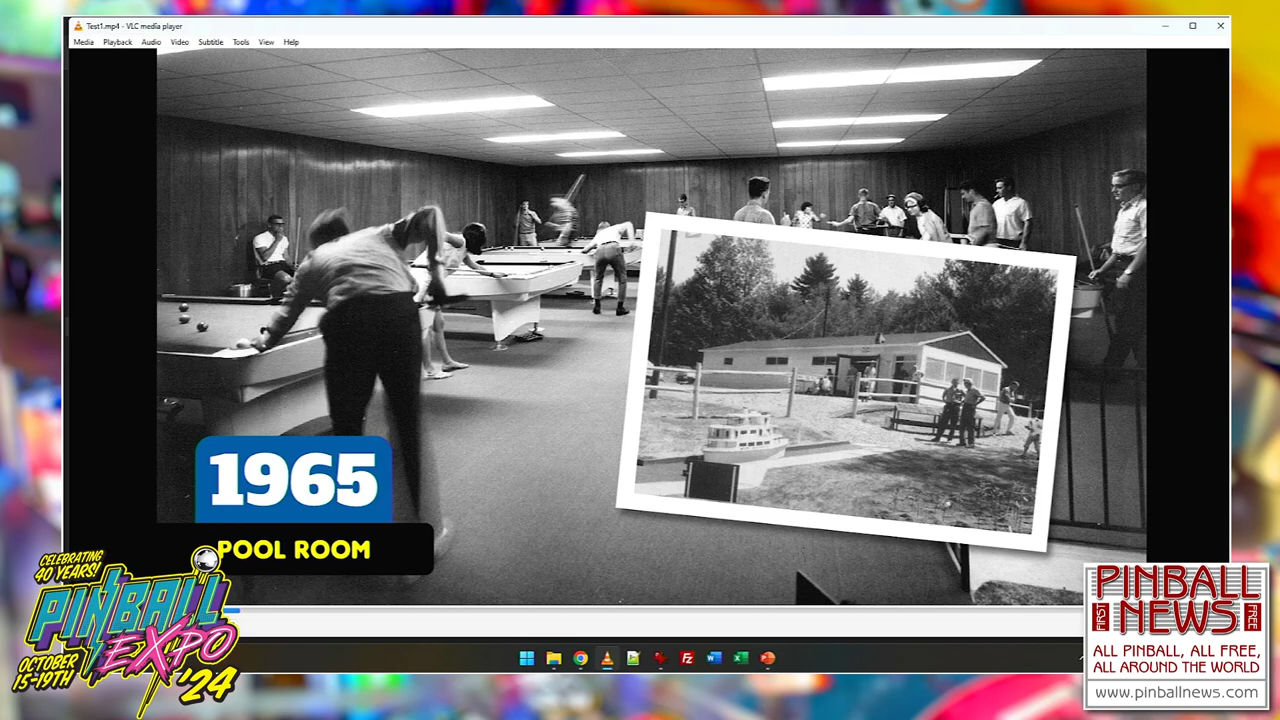 Test1.mp4 - VLC media player
Media Playback Audio Video Subtitle Tools View Help
1965
POOL ROOM
CELEBRATING
40 YEARS!
PINBALL
EXPO
OCTOBER
15-19TH
'24
PINBALL
FIRST NEWS FREE
ALL PINBALL, ALL FREE,
ALL AROUND THE WORLD
www.pinballnews.com